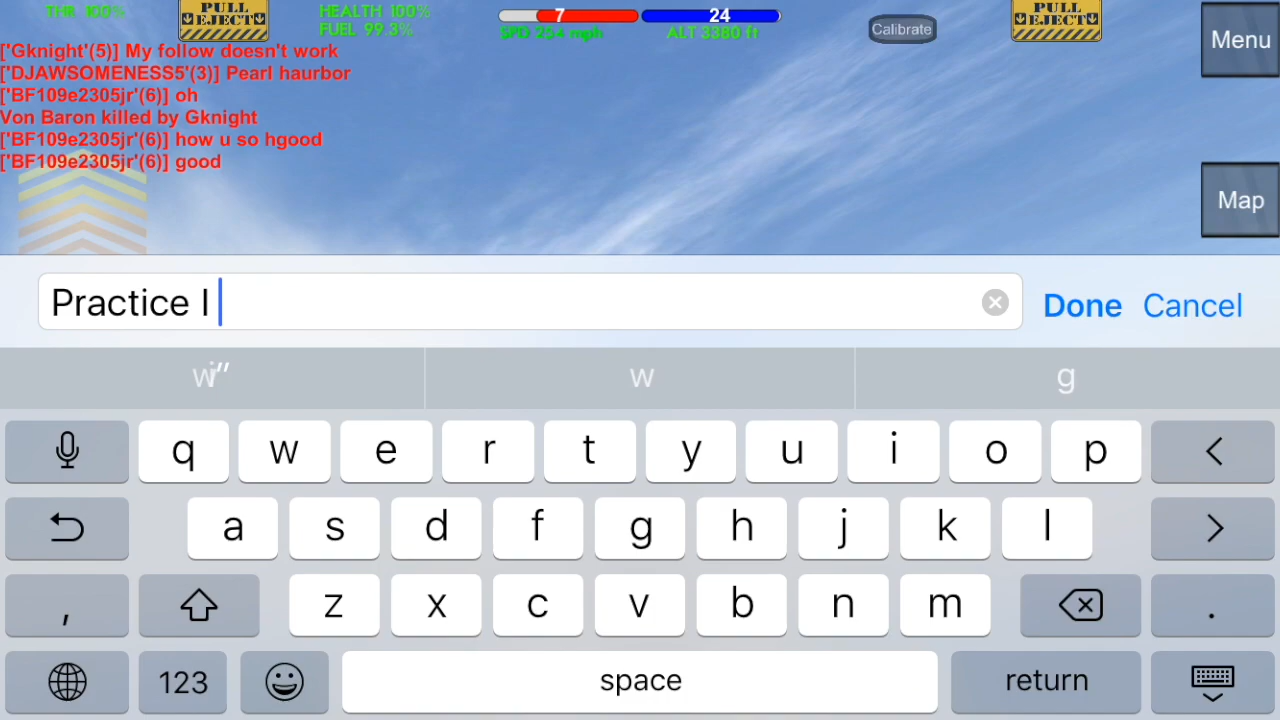 THR 100%
PULL EJECT
HEALTH 100%
FUEL 99.3%
7
24
SPD 254 mph
ALT 3380 ft
Calibrate
PULL EJECT
Menu
['Gknight'(5)] My follow doesn't work
['DJAWSOMENESS5'(3)] Pearl haurbor
['BF109e2305jr'(6)] oh
Von Baron killed by Gknight
['BF109e2305jr'(6)] how u so hgood
['BF109e2305jr'(6)] good
Map
Practice I
Done
Cancel
w
g
q w e r t y u i o p <
a s d f g h j k l >
, z x c v b n m .
123 space return